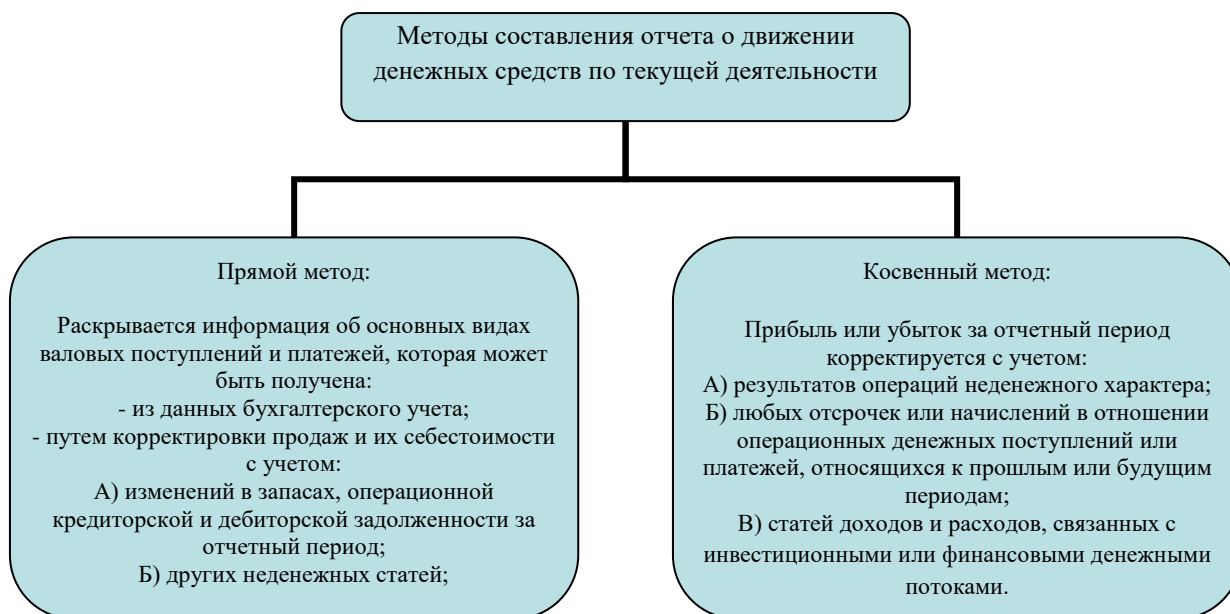 Методы составления отчета о движении
денежных средств по текущей деятельности
Прямой метод:
Раскрывается информация об основных видах
валовых поступлений и платежей, которая может
быть получена:
- из данных бухгалтерского учета;
- путем корректировки продаж и их себестоимости
с учетом:
А) изменений в запасах, операционной
кредиторской и дебиторской задолженности за
отчетный период;
Б) других неденежных статей;
Косвенный метод:
Прибыль или убыток за отчетный период
корректируется с учетом:
А) результатов операций неденежного характера;
Б) любых отсрочек или начислений в отношении
операционных денежных поступлений или
платежей, относящихся к прошлым или будущим
периодам;
В) статей доходов и расходов, связанных с
инвестиционными или финансовыми денежными
потоками.